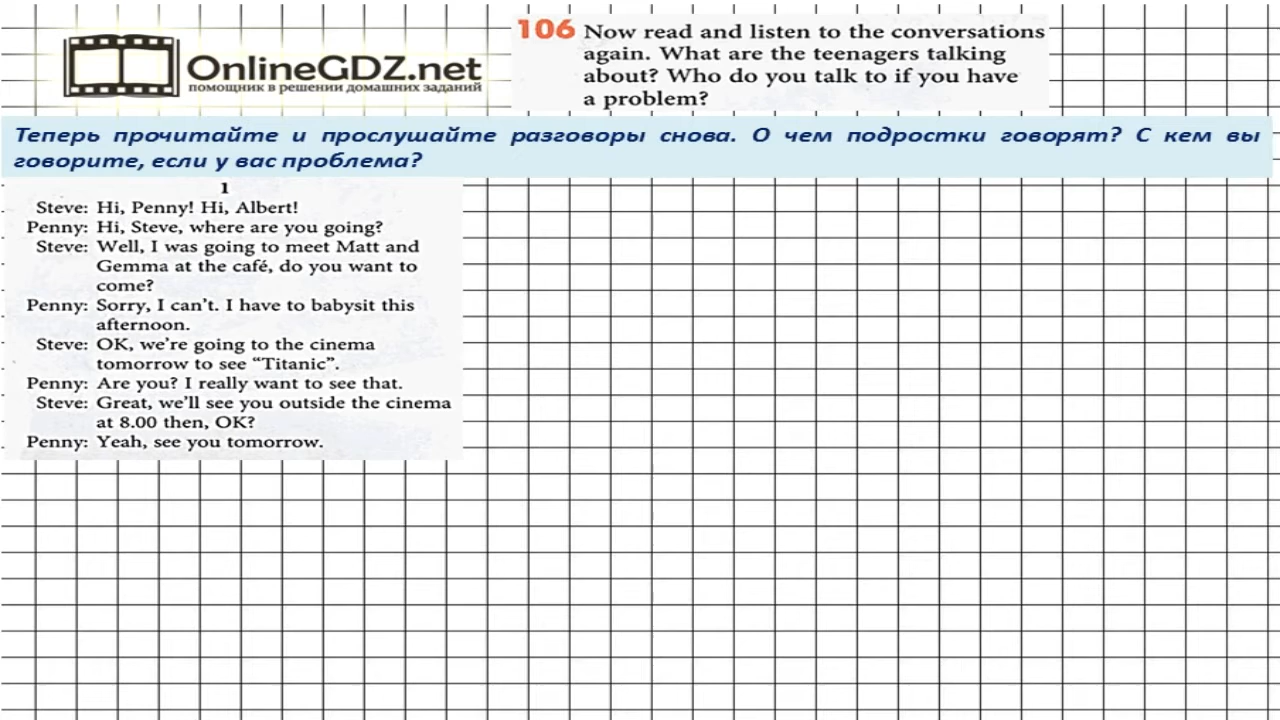 OnlineGDZ.net
помощник в решении домашних заданий
106 Now read and listen to the conversations
again. What are the teenagers talking
about? Who do you talk to if you have
a problem?
Теперь прочитайте и прослушайте разговоры снова. О чем подростки говорят? С кем вы
говорите, если у вас проблема?
1
Steve: Hi, Penny! Hi, Albert!
Penny: Hi, Steve, where are you going?
Steve: Well, I was going to meet Matt and
Gemma at the café, do you want to
come?
Penny: Sorry, I can't. I have to babysit this
afternoon.
Steve: OK, we're going to the cinema
tomorrow to see “Titanic”.
Penny: Are you? I really want to see that.
Steve: Great, we'll see you outside the cinema
at 8.00 then, OK?
Penny: Yeah, see you tomorrow.